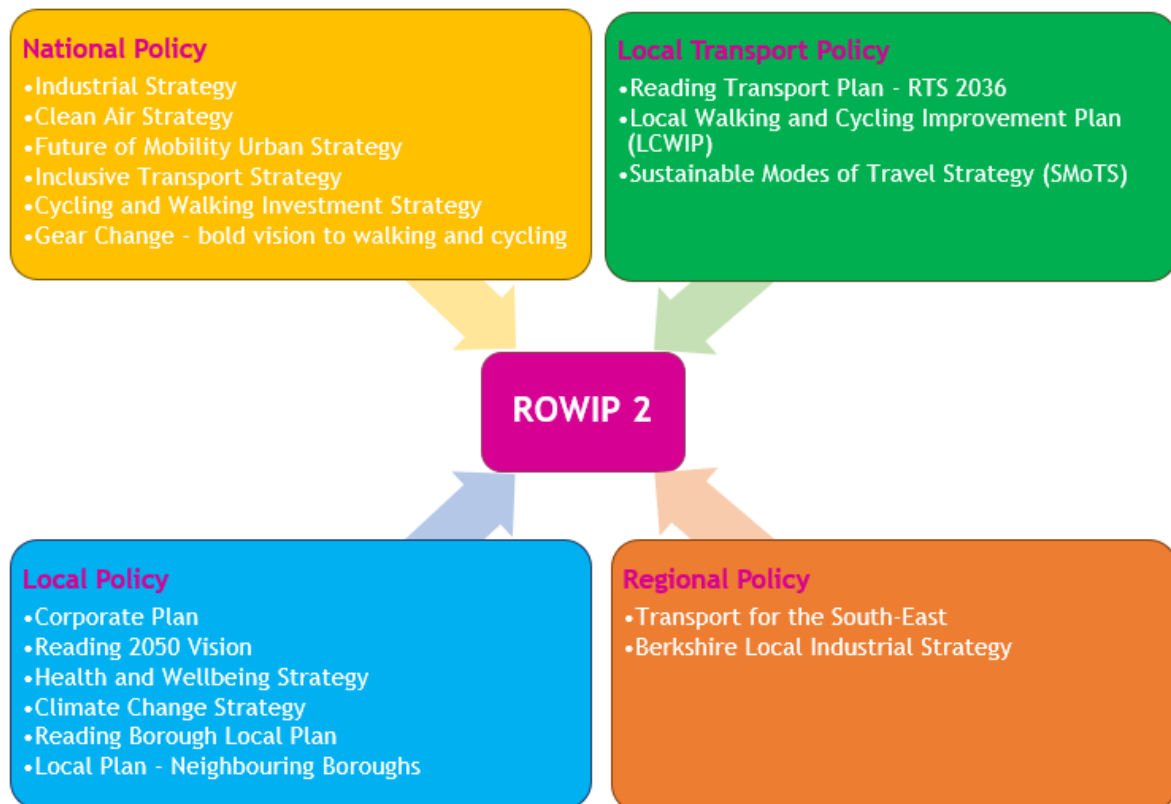 National Policy
•Industrial Strategy
•Clean Air Strategy
•Future of Mobility Urban Strategy
•Inclusive Transport Strategy
•Cycling and Walking Investment Strategy
•Gear Change - bold vision to walking and cycling
Local Transport Policy
•Reading Transport Plan - RTS 2036
•Local Walking and Cycling Improvement Plan
(LCWIP)
•Sustainable Modes of Travel Strategy (SMoTS)
ROWIP 2
Local Policy
•Corporate Plan
•Reading 2050 Vision
•Health and Wellbeing Strategy
•Climate Change Strategy
•Reading Borough Local Plan
•Local Plan - Neighbouring Boroughs
Regional Policy
•Transport for the South-East
•Berkshire Local Industrial Strategy